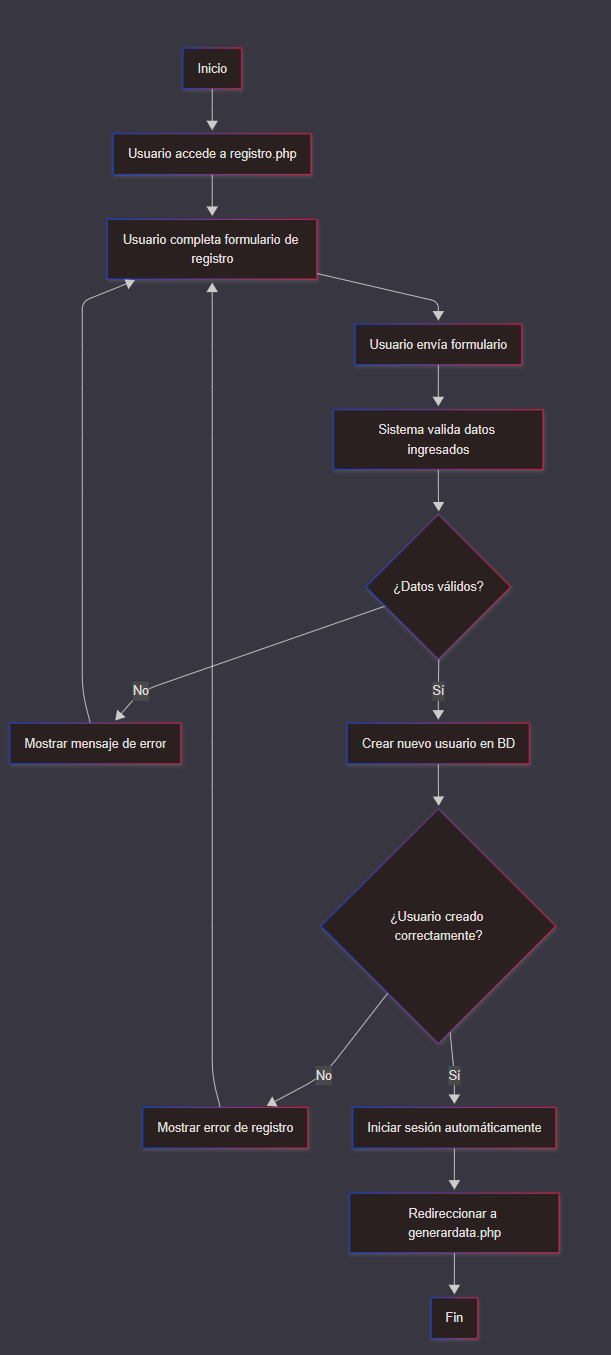 Inicio
Usuario accede a registro.php
Usuario completa formulario de
registro
Usuario envía formulario
Sistema valida datos
ingresados
¿Datos válidos?
No
Sí
Mostrar mensaje de error
Crear nuevo usuario en BD
¿Usuario creado
correctamente?
No
Sí
Mostrar error de registro
Iniciar sesión automáticamente
Redireccionar a
generardata.php
Fin